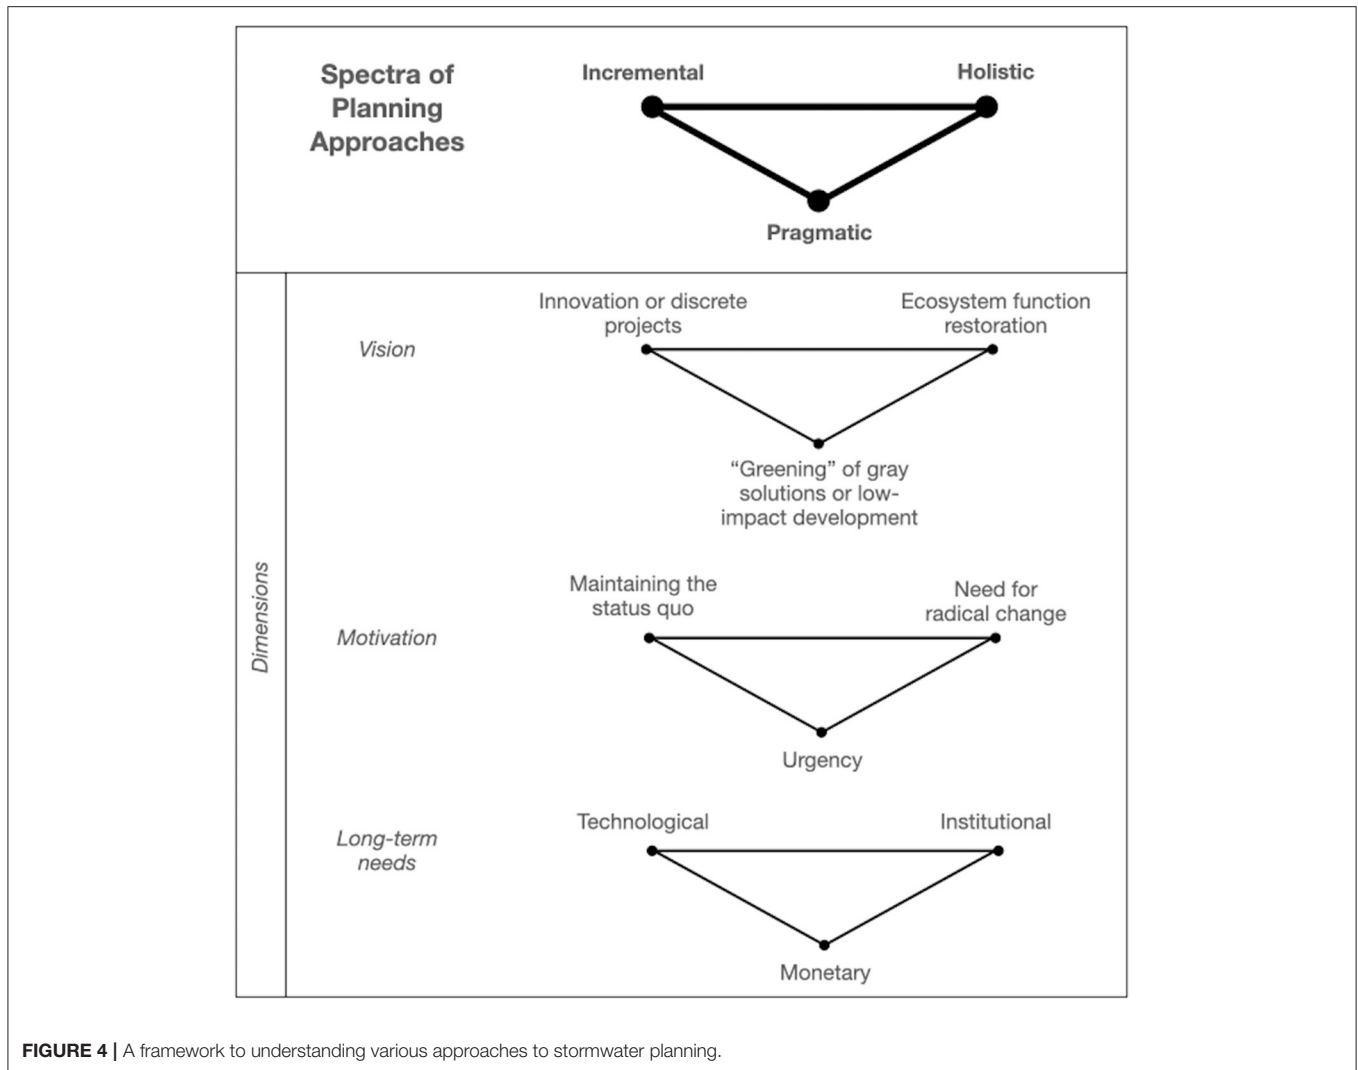 Spectra of
Planning
Approaches
Incremental
Holistic
Pragmatic
Dimensions
Vision
Innovation or discrete
projects
Ecosystem function
restoration
“Greening” of gray
solutions or low-
impact development
Motivation
Maintaining the
status quo
Need for
radical change
Urgency
Long-term
needs
Technological
Institutional
Monetary
FIGURE 4 | A framework to understanding various approaches to stormwater planning.